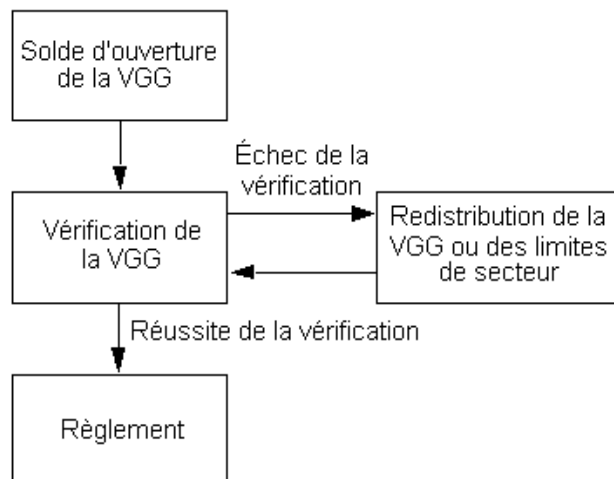 Solde d'ouverture
de la VGG
Échec de la
vérification
Vérification de
la VGG
Redistribution de la
VGG ou des limites
de secteur
Réussite de la vérification
Règlement